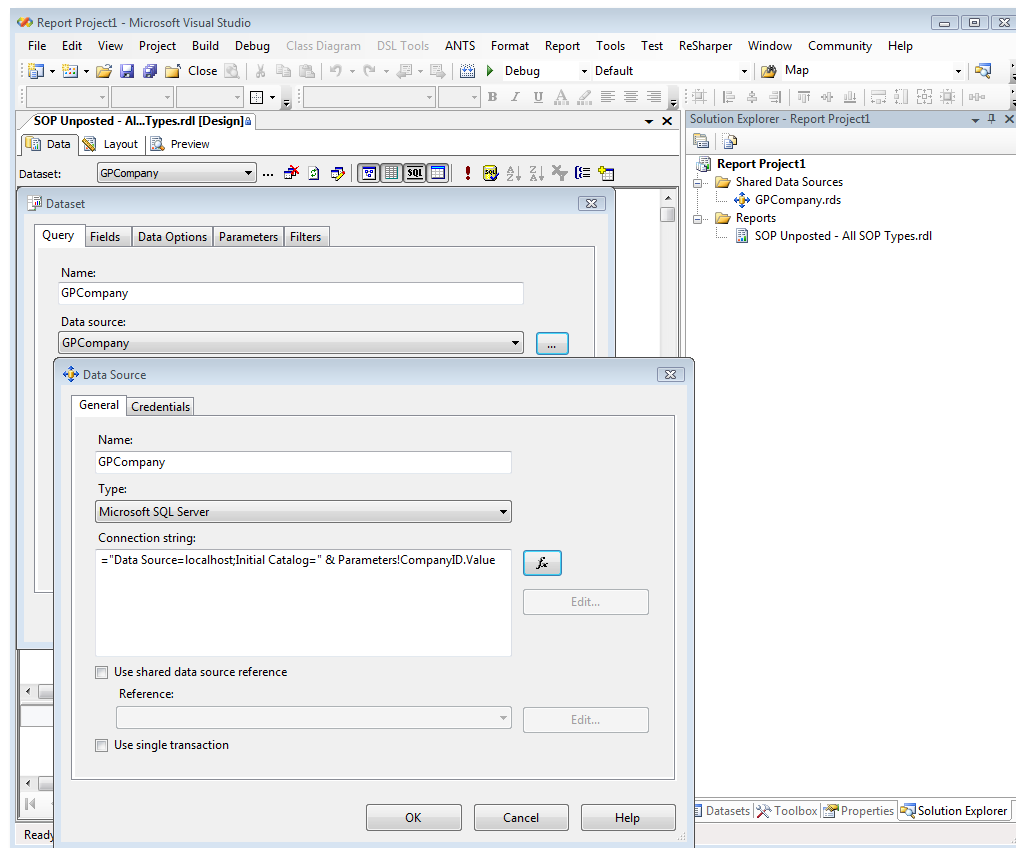 Report Project1 - Microsoft Visual Studio
File Edit View Project Build Debug Class Diagram DSL Tools ANTS Format Report Tools Test ReSharper Window Community Help
Close Debug Default Map
B I U A
SOP Unposted - Al...Types.rdl [Design]
Data Layout Preview
Dataset: GPCompany ... SQL ! SQL
Dataset
Query Fields Data Options Parameters Filters
Name:
GPCompany
Data source:
GPCompany ...
Data Source
General Credentials
Name:
GPCompany
Type:
Microsoft SQL Server
Connection string:
="Data Source=localhost;Initial Catalog=" & Parameters!CompanyID.Value
fx
Edit...
Use shared data source reference
Reference:
Edit...
Use single transaction
OK Cancel Help
Ready
Solution Explorer - Report Project1
Report Project1
Shared Data Sources
GPCompany.rds
Reports
SOP Unposted - All SOP Types.rdl
Datasets Toolbox Properties Solution Explorer